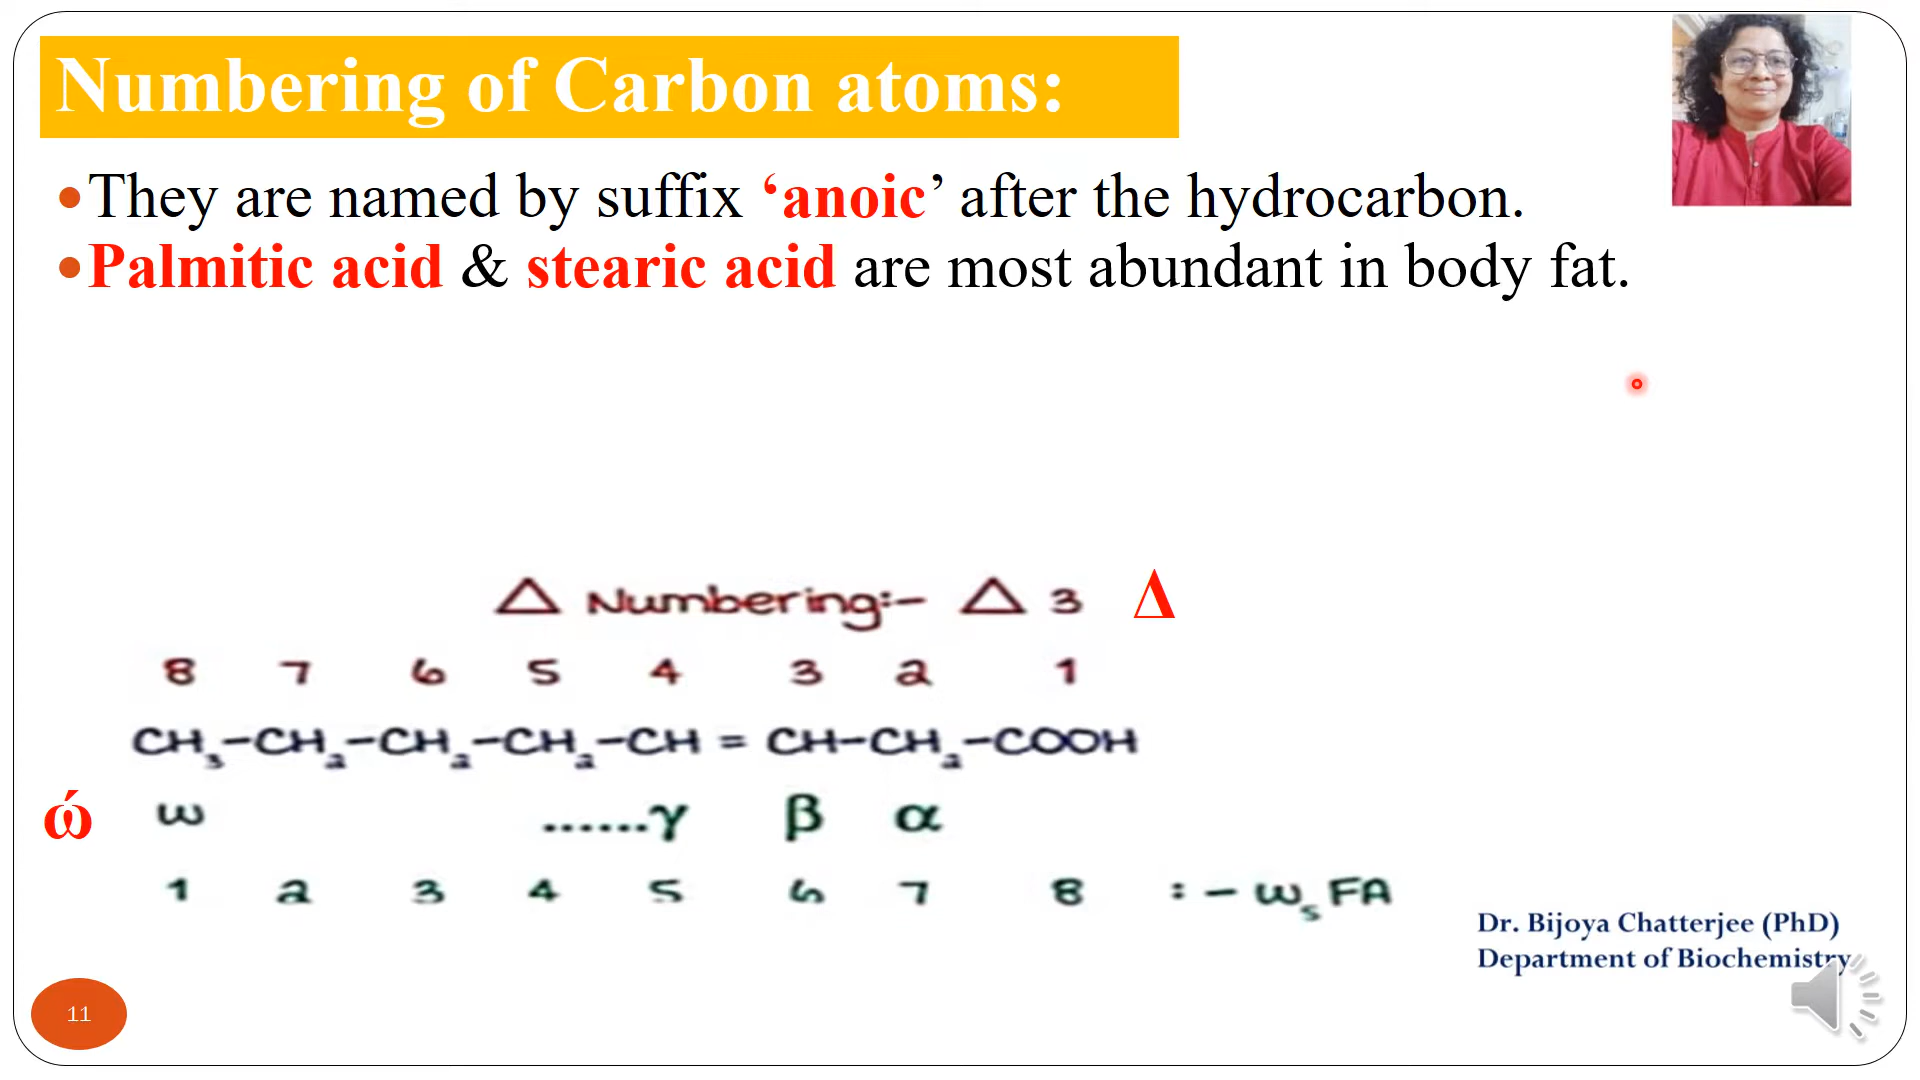 Numbering of Carbon atoms:
•They are named by suffix ‘anoic’ after the hydrocarbon.
•Palmitic acid & stearic acid are most abundant in body fat.
△ Numbering:- △ 3 Δ
8 7 6 5 4 3 2 1
CH₃-CH₂-CH₂-CH₂-CH = CH-CH₂-COOH
ώ ω ......γ β α
1 2 3 4 5 6 7 8 :- ω₅ FA
Dr. Bijoya Chatterjee (PhD)
Department of Biochemistry
11